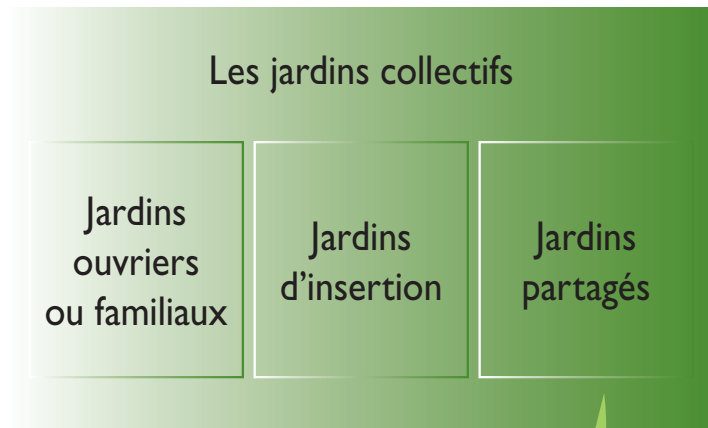 Les jardins collectifs
Jardins
ouvriers
ou familiaux
Jardins
d'insertion
Jardins
partagés